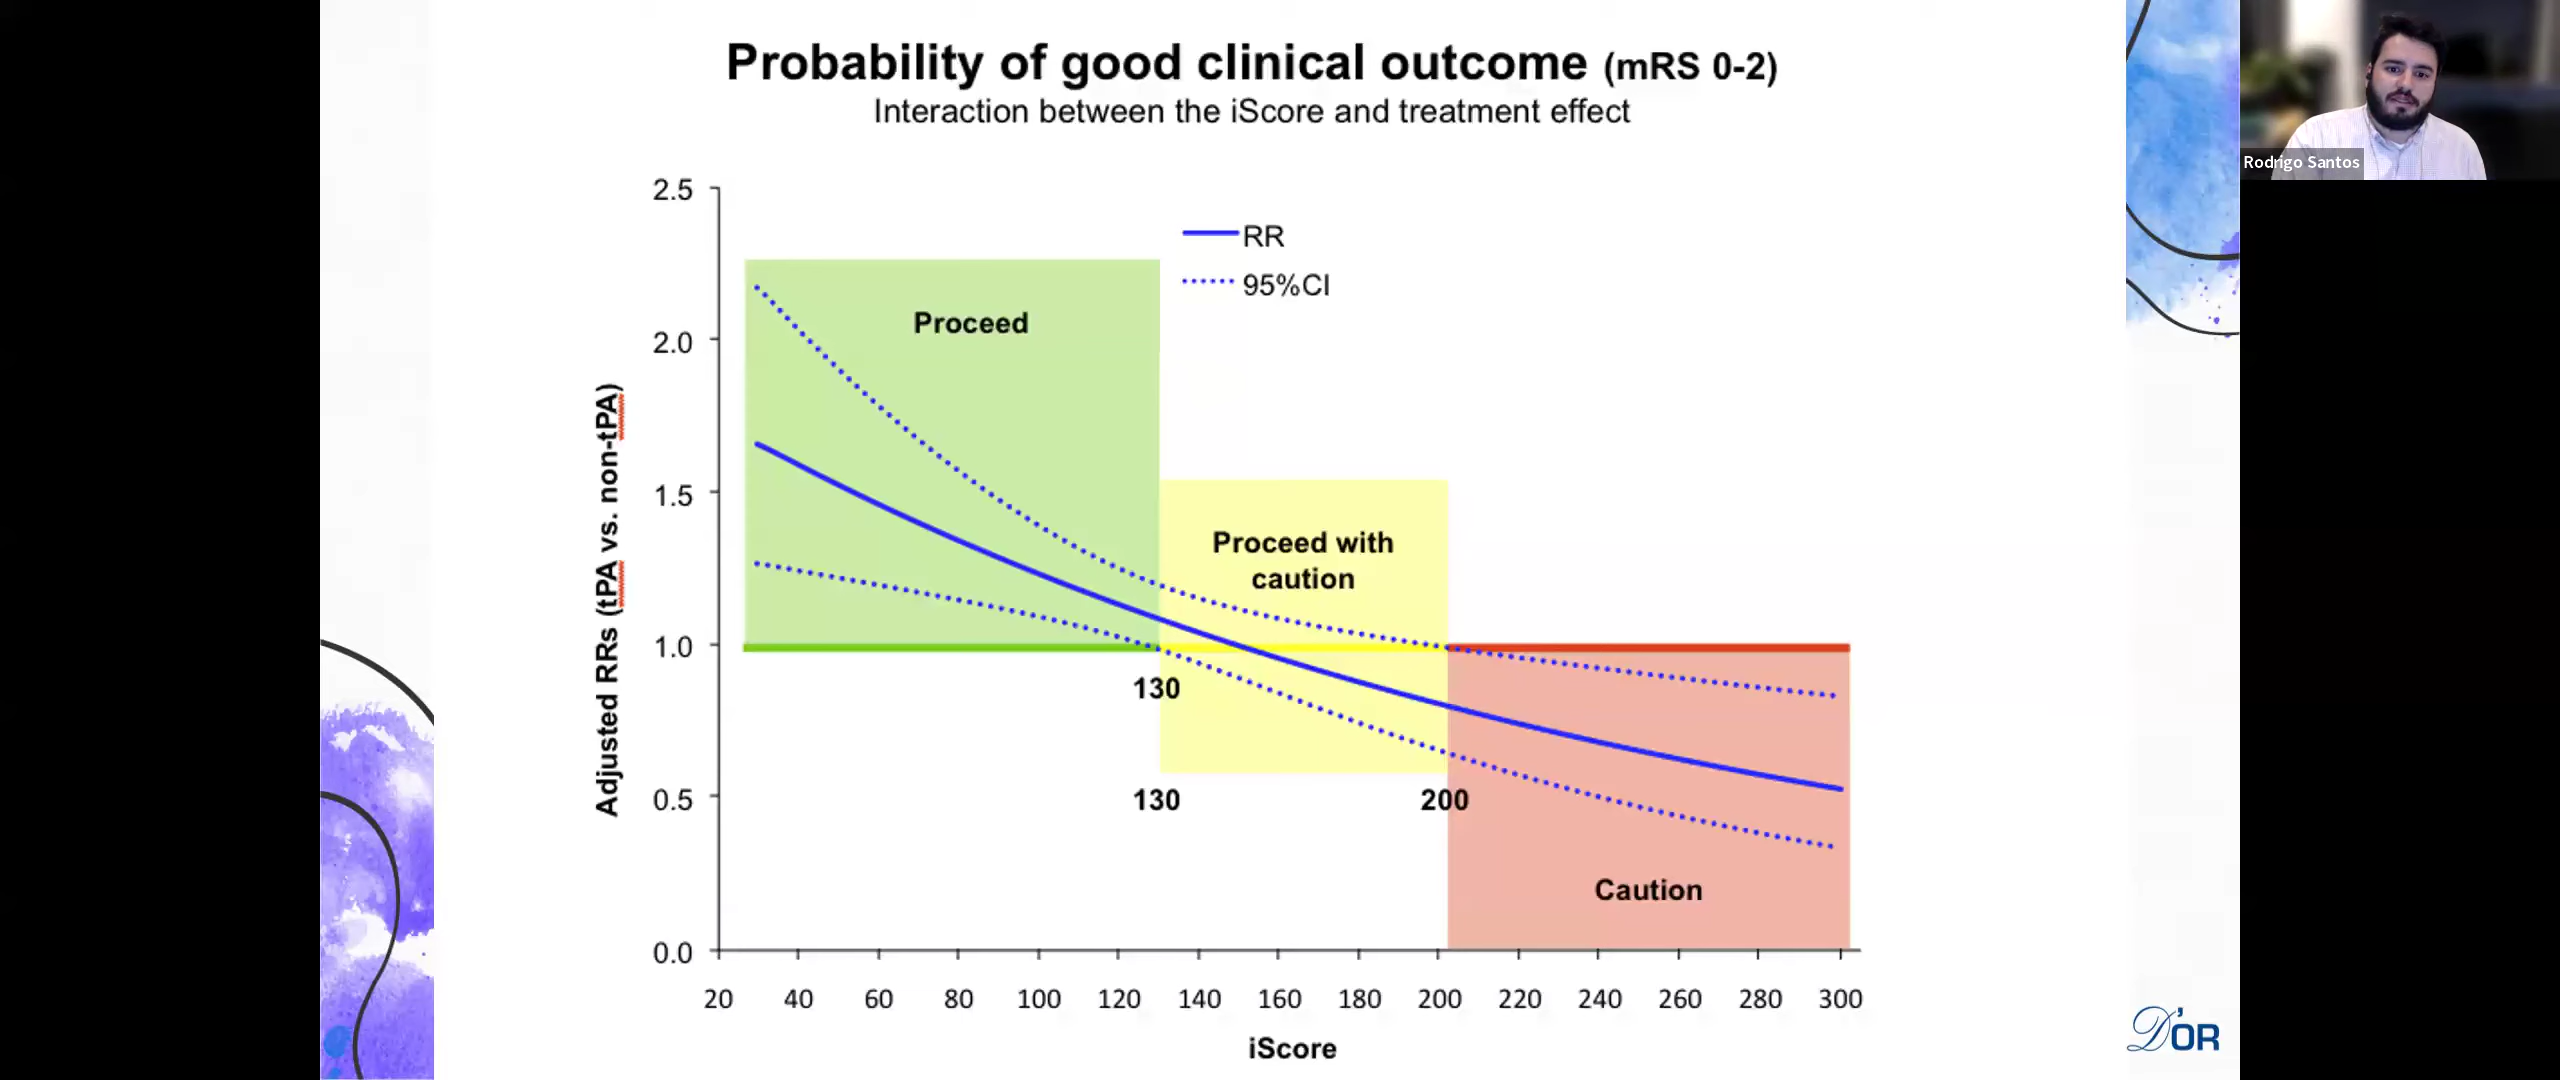 Probability of good clinical outcome (mRS 0-2)
Interaction between the iScore and treatment effect
Rodrigo Santos
2.5
2.0
1.5
1.0
0.5
0.0
Adjusted RRs (tPA vs. non-tPA)
RR
95%CI
Proceed
Proceed with
caution
130
130
200
Caution
20 40 60 80 100 120 140 160 180 200 220 240 260 280 300
iScore
D'OR